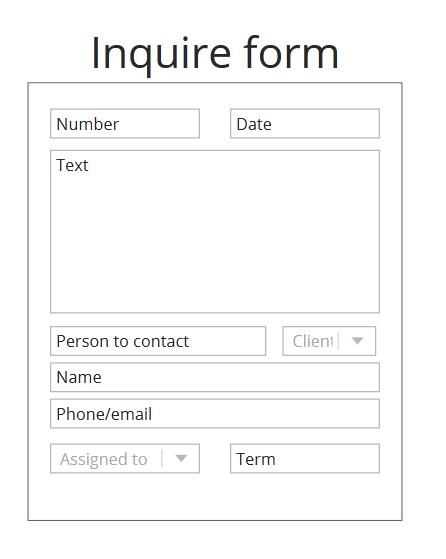 Inquire form
Number Date
Text
Person to contact Client
Name
Phone/email
Assigned to Term